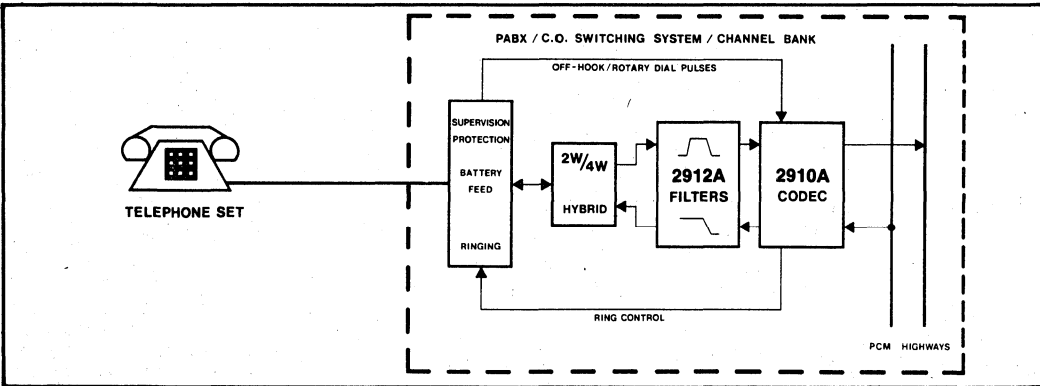 PABX / C.O. SWITCHING SYSTEM / CHANNEL BANK
OFF-HOOK/ROTARY DIAL PULSES
SUPERVISION
PROTECTION
BATTERY
FEED
RINGING
2W/4W
HYBRID
2912A
FILTERS
2910A
CODEC
TELEPHONE SET
RING CONTROL
PCM HIGHWAYS